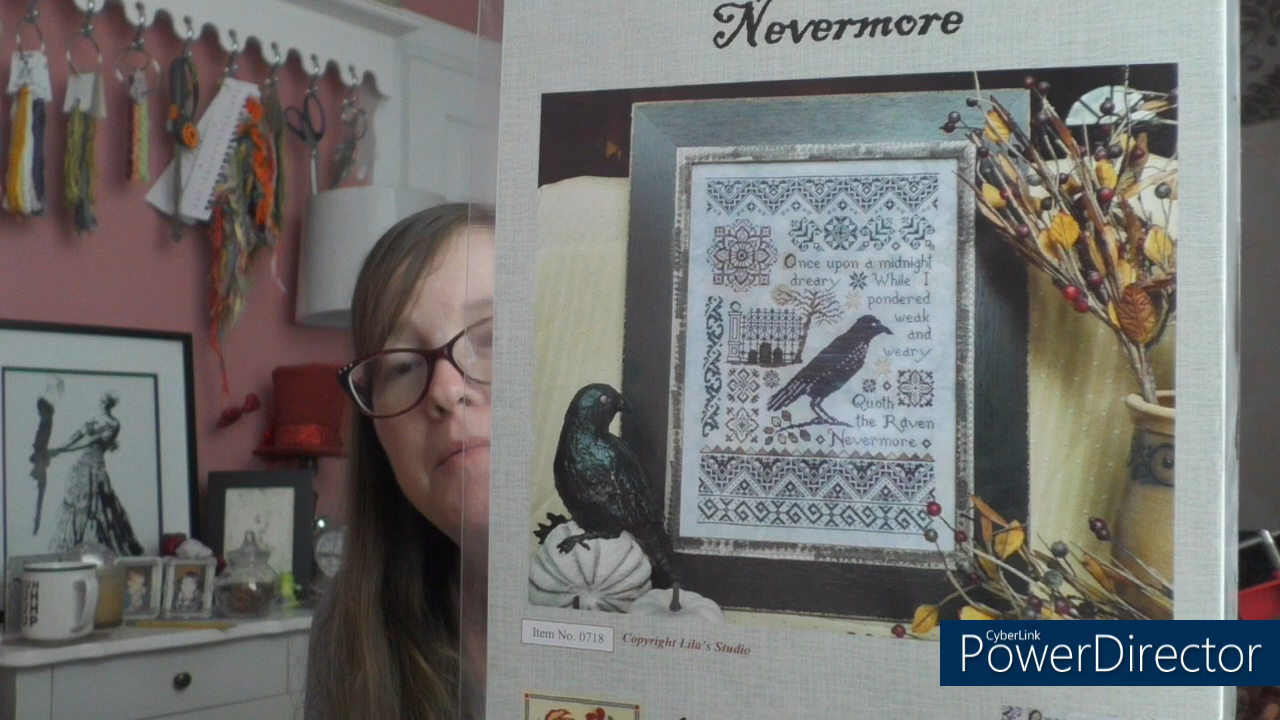 Nevermore
Once upon a midnight
dreary While I
pondered
weak
and
weary
Quoth
the Raven
Nevermore
Item No. 0718
Copyright Lila's Studio
CyberLink
PowerDirector